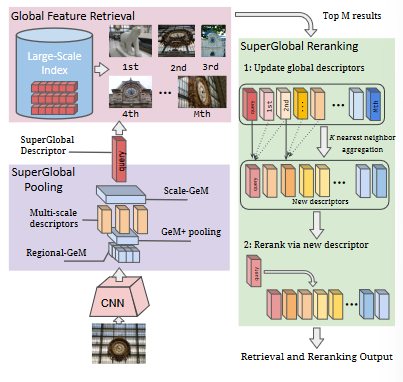 Global Feature Retrieval
Large-Scale
Index
1st
2nd
3rd
4th
...
Mth
Top M results
SuperGlobal
Descriptor
query
SuperGlobal
Pooling
Scale-GeM
Multi-scale
descriptors
GeM+ pooling
Regional-GeM
CNN
SuperGlobal Reranking
1: Update global descriptors
query
1st
2nd
...
Mth
K nearest neighbor
aggregation
query
...
New descriptors
2: Rerank via new descriptor
query
...
Retrieval and Reranking Output